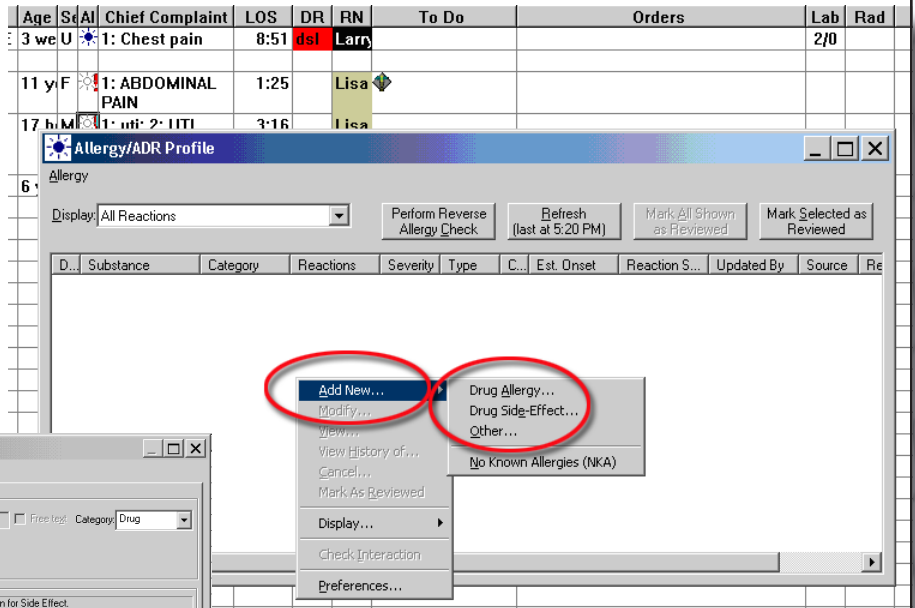 Age Se Al Chief Complaint LOS DR RN To Do Orders Lab Rad
3 we U 1: Chest pain 8:51 dsl Larry 2/0
11 y F 1: ABDOMINAL PAIN 1:25 Lisa
17 M 1: uti; 2: UTI 3:16 Lisa
6
Allergy/ADR Profile
Allergy
Display: All Reactions
Perform Reverse Allergy Check
Refresh (last at 5:20 PM)
Mark All Shown as Reviewed
Mark Selected as Reviewed
D... Substance Category Reactions Severity Type C... Est. Onset Reaction S... Updated By Source Re
Add New...
Modify...
View...
View History of...
Cancel...
Mark As Reviewed
Display...
Check Interaction
Preferences...
Drug Allergy...
Drug Side-Effect...
Other...
No Known Allergies (NKA)
Free text Category: Drug
n for Side Effect.